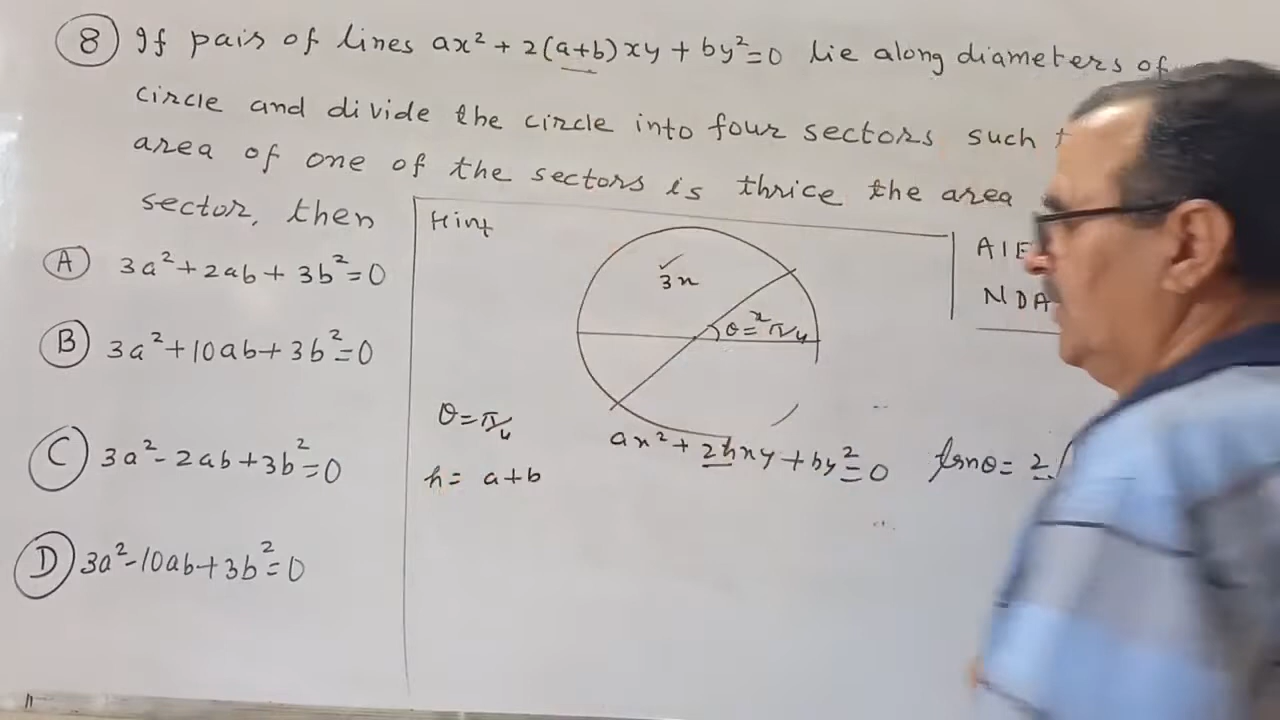 8 If pair of lines ax² + 2(a+b)xy + by² = 0 lie along diameters of
circle and divide the circle into four sectors such
area of one of the sectors is thrice the area
sector, then
Hint
A 3a² + 2ab + 3b² = 0
B 3a² + 10ab + 3b² = 0
C 3a² - 2ab + 3b² = 0
D 3a² - 10ab + 3b² = 0
3x
x
θ = π/4
θ = π/4
h = a+b
ax² + 2hxy + by² = 0
tanθ = 2
AIE
NDA